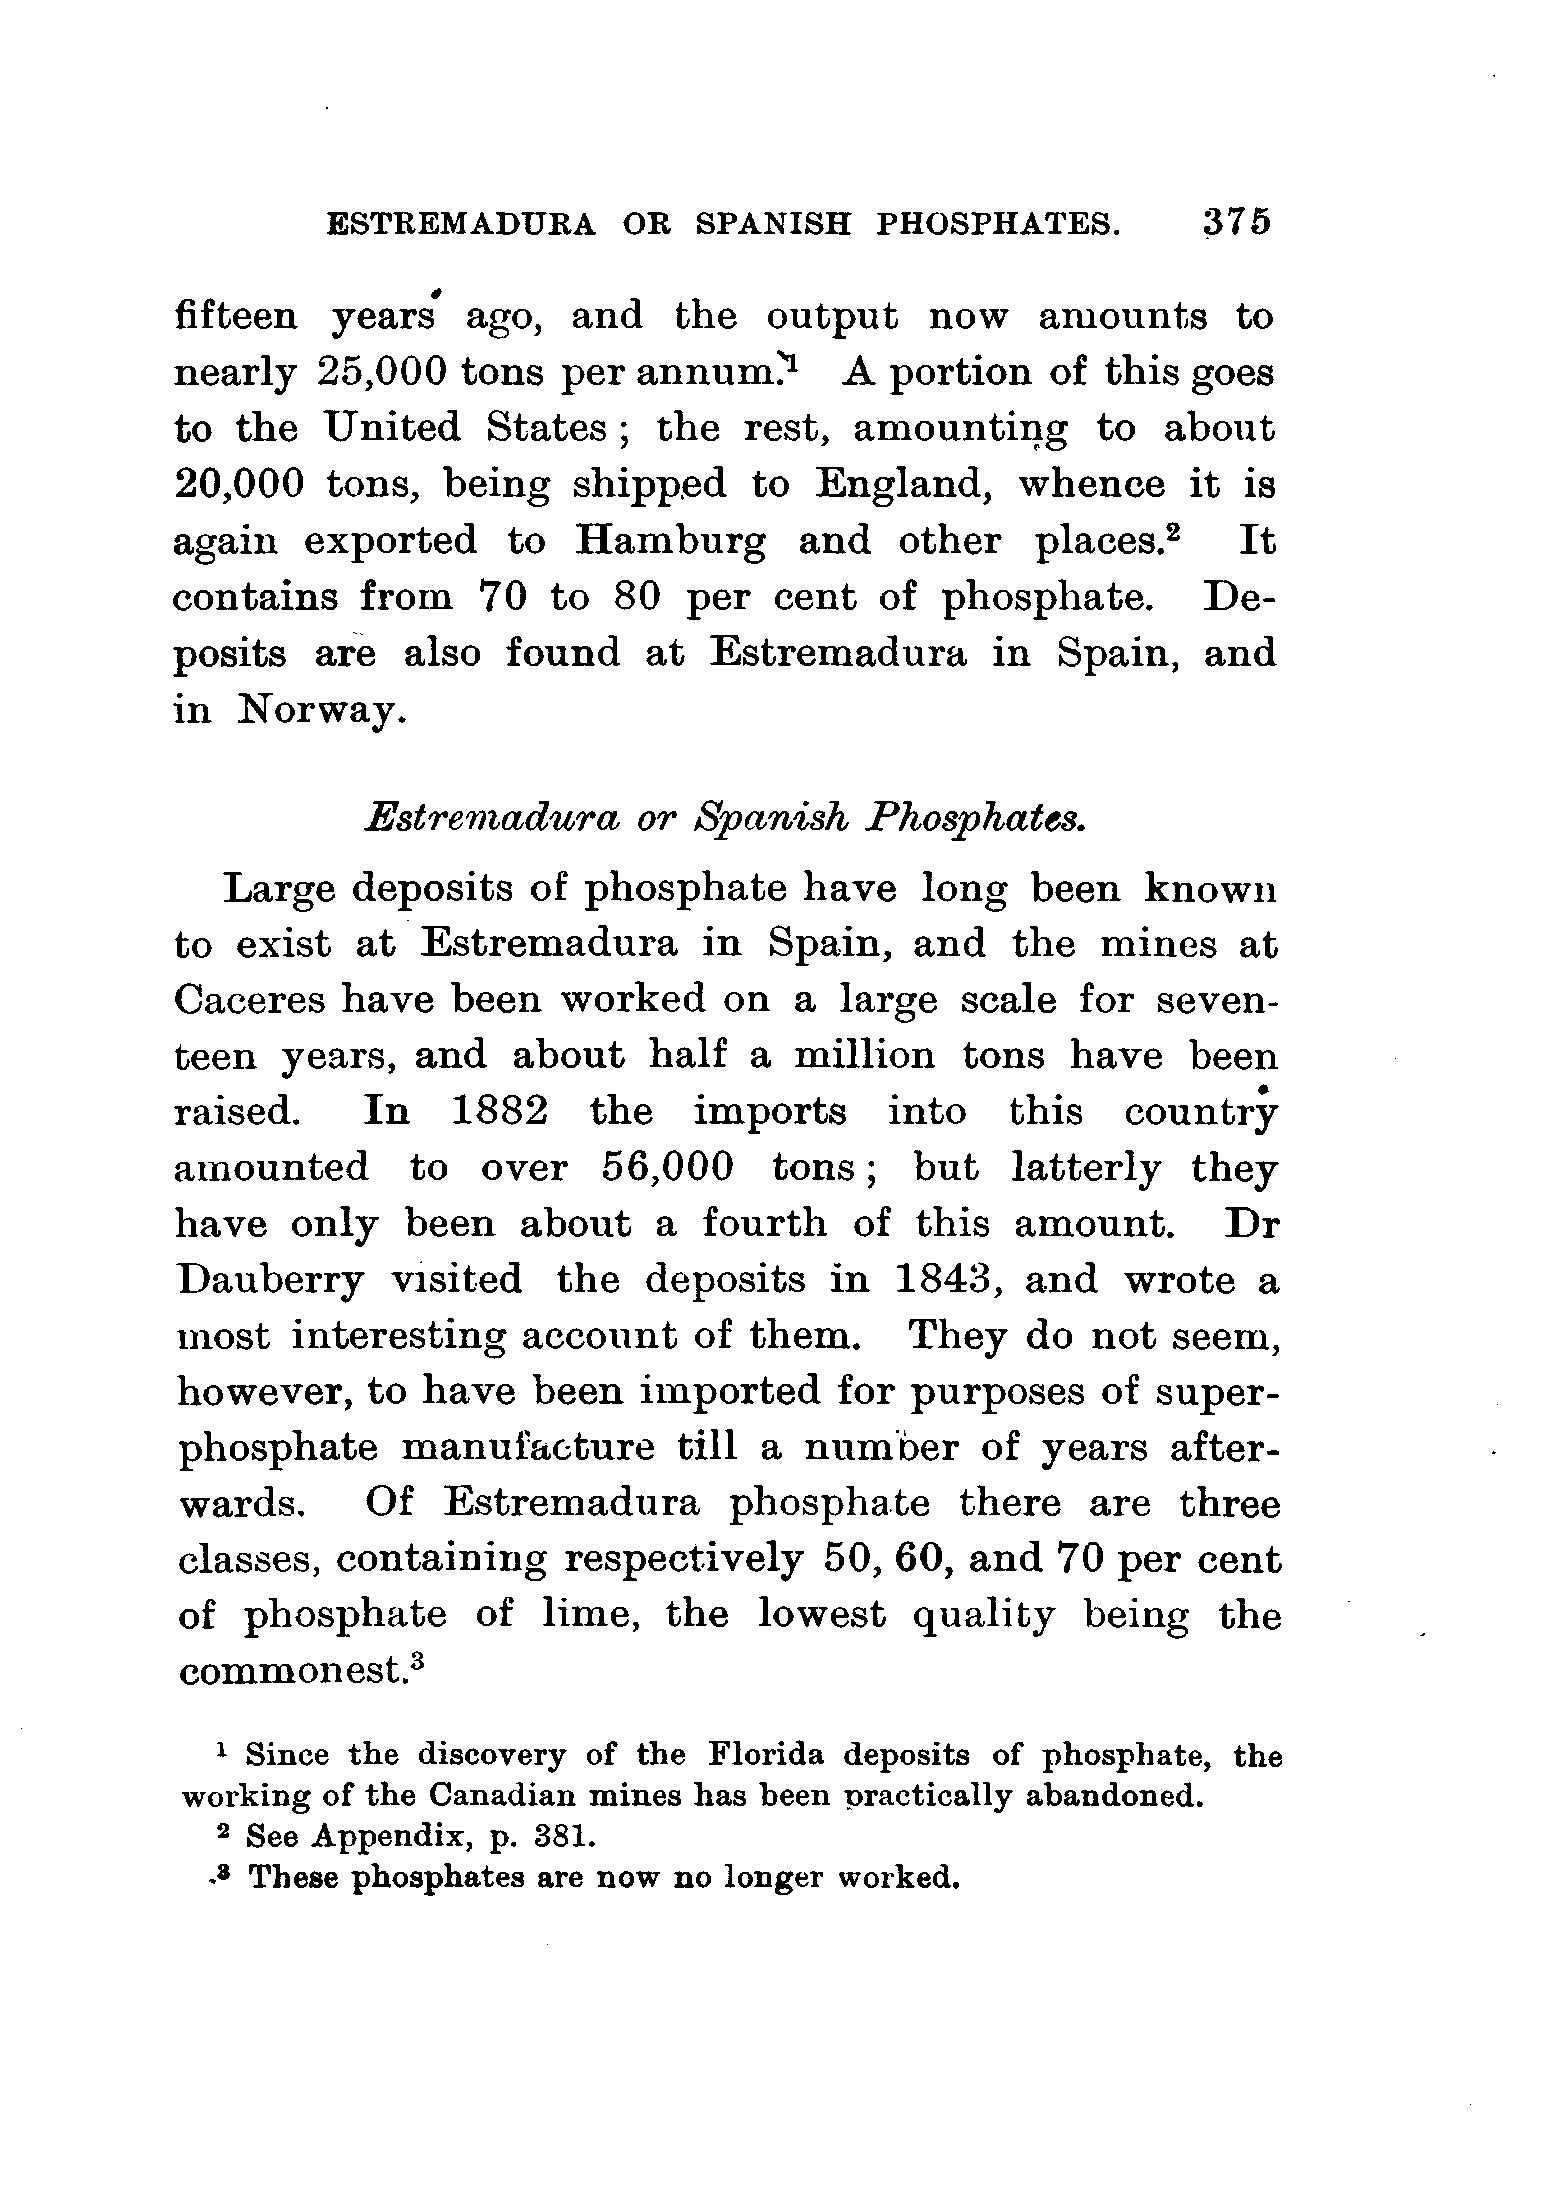 ESTREMADURA OR SPANISH PHOSPHATES. 375
fifteen years ago, and the output now amounts to
nearly 25,000 tons per annum.¹ A portion of this goes
to the United States; the rest, amounting to about
20,000 tons, being shipped to England, whence it is
again exported to Hamburg and other places.² It
contains from 70 to 80 per cent of phosphate. De-
posits are also found at Estremadura in Spain, and
in Norway.
Estremadura or Spanish Phosphates.
Large deposits of phosphate have long been known
to exist at Estremadura in Spain, and the mines at
Caceres have been worked on a large scale for seven-
teen years, and about half a million tons have been
raised. In 1882 the imports into this country
amounted to over 56,000 tons; but latterly they
have only been about a fourth of this amount. Dr
Dauberry visited the deposits in 1843, and wrote a
most interesting account of them. They do not seem,
however, to have been imported for purposes of super-
phosphate manufacture till a number of years after-
wards. Of Estremadura phosphate there are three
classes, containing respectively 50, 60, and 70 per cent
of phosphate of lime, the lowest quality being the
commonest.³
¹ Since the discovery of the Florida deposits of phosphate, the
working of the Canadian mines has been practically abandoned.
² See Appendix, p. 381.
³ These phosphates are now no longer worked.